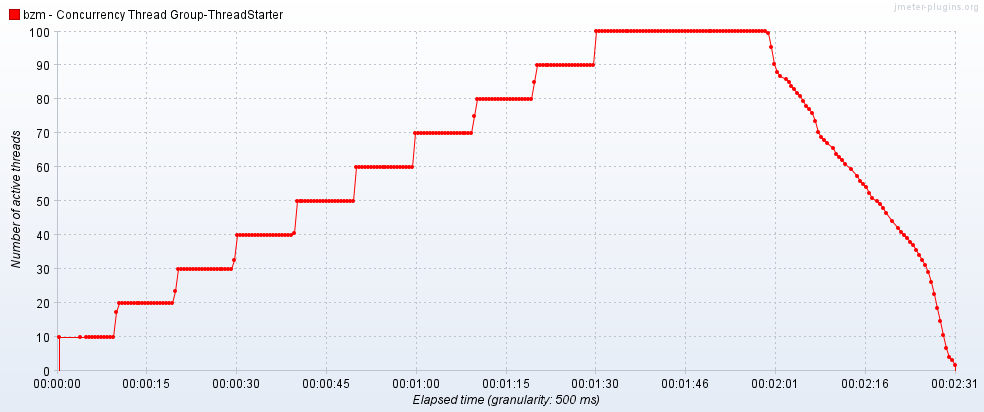 jmeter-plugins.org
bzm - Concurrency Thread Group-ThreadStarter
100
90
80
70
60
50
40
30
20
10
0
Number of active threads
00:00:00 00:00:15 00:00:30 00:00:45 00:01:00 00:01:15 00:01:30 00:01:46 00:02:01 00:02:16 00:02:31
Elapsed time (granularity: 500 ms)